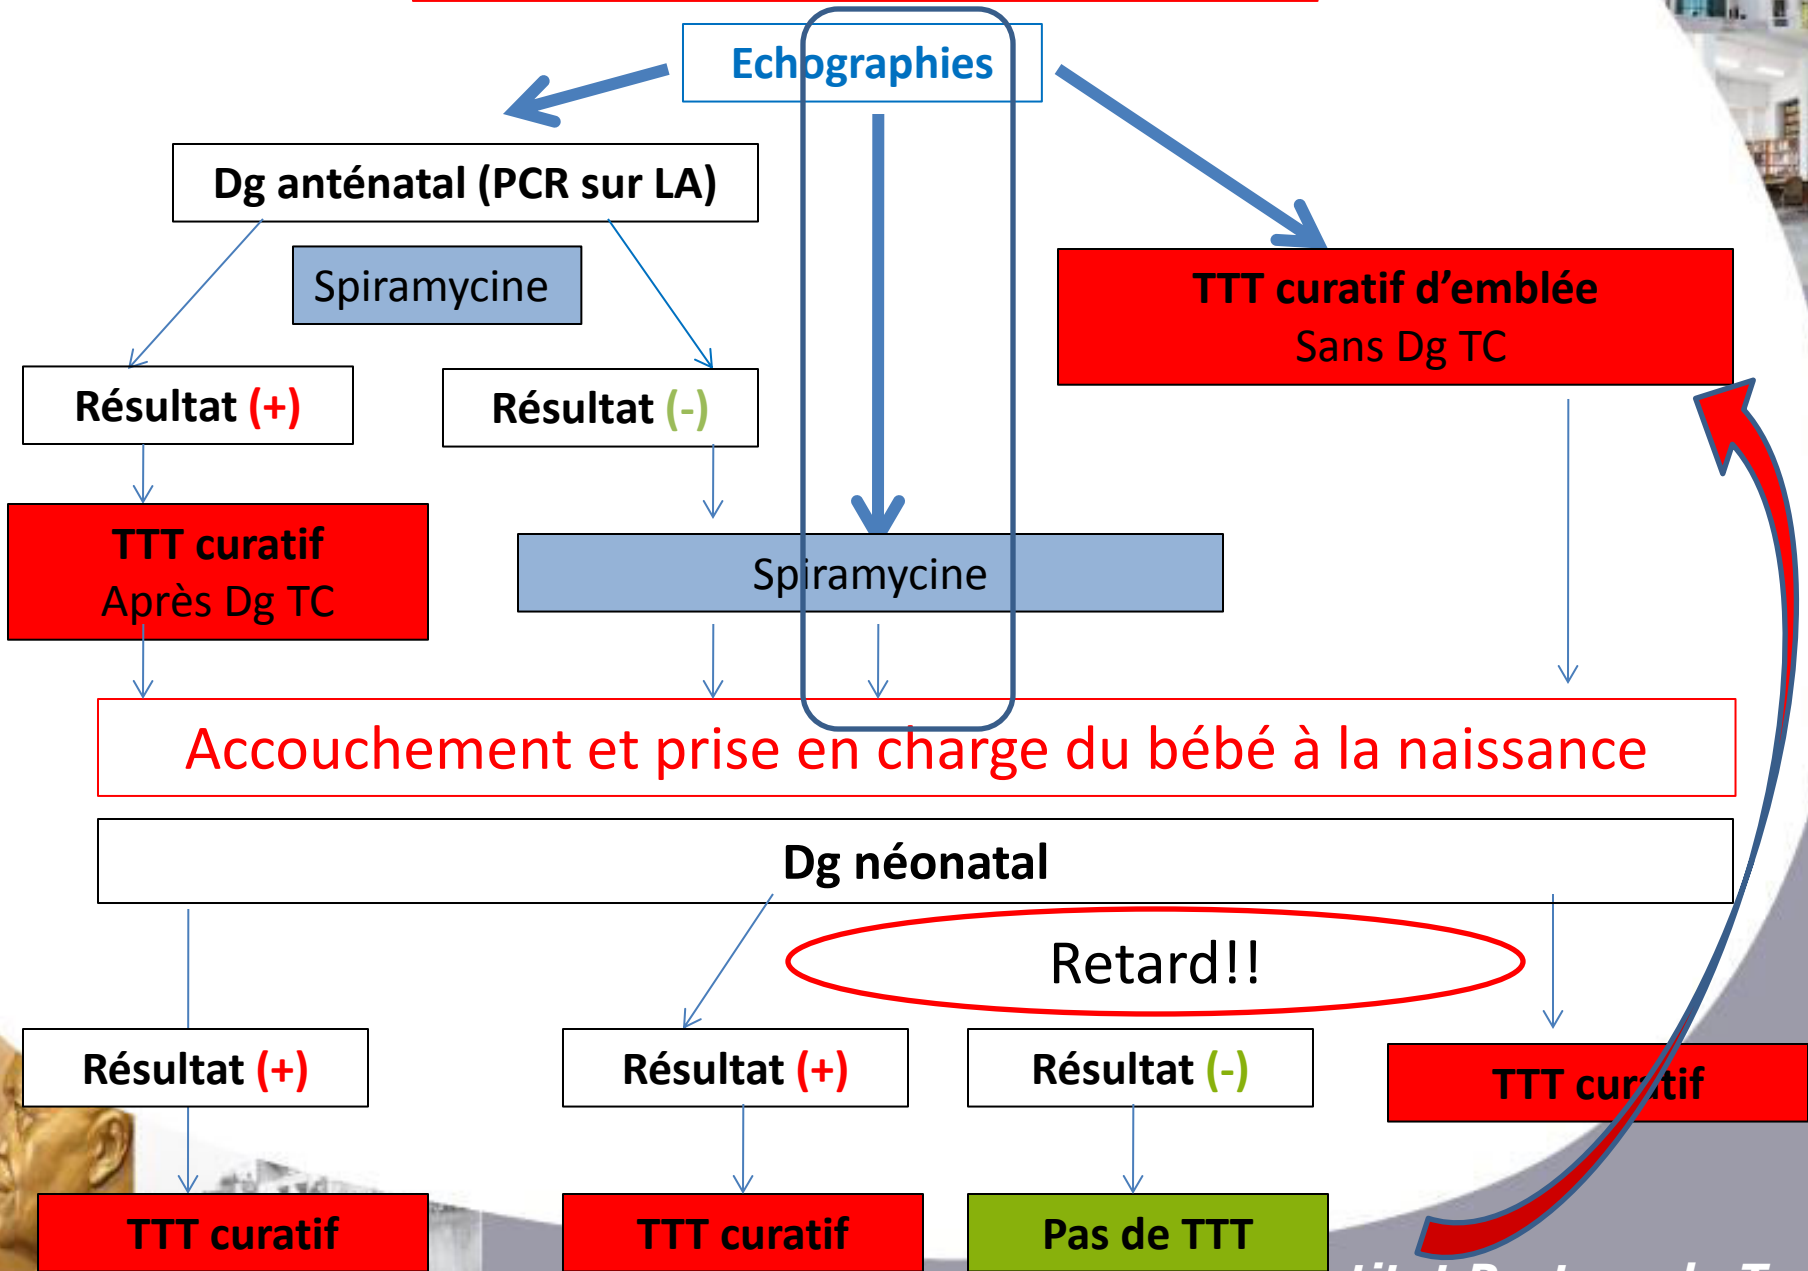 Echographies
Dg anténatal (PCR sur LA)
Spiramycine
TTT curatif d’emblée
Sans Dg TC
Résultat (+)
Résultat (-)
TTT curatif
Après Dg TC
Spiramycine
Accouchement et prise en charge du bébé à la naissance
Dg néonatal
Retard!!
Résultat (+)
Résultat (+)
Résultat (-)
TTT curatif
TTT curatif
TTT curatif
Pas de TTT